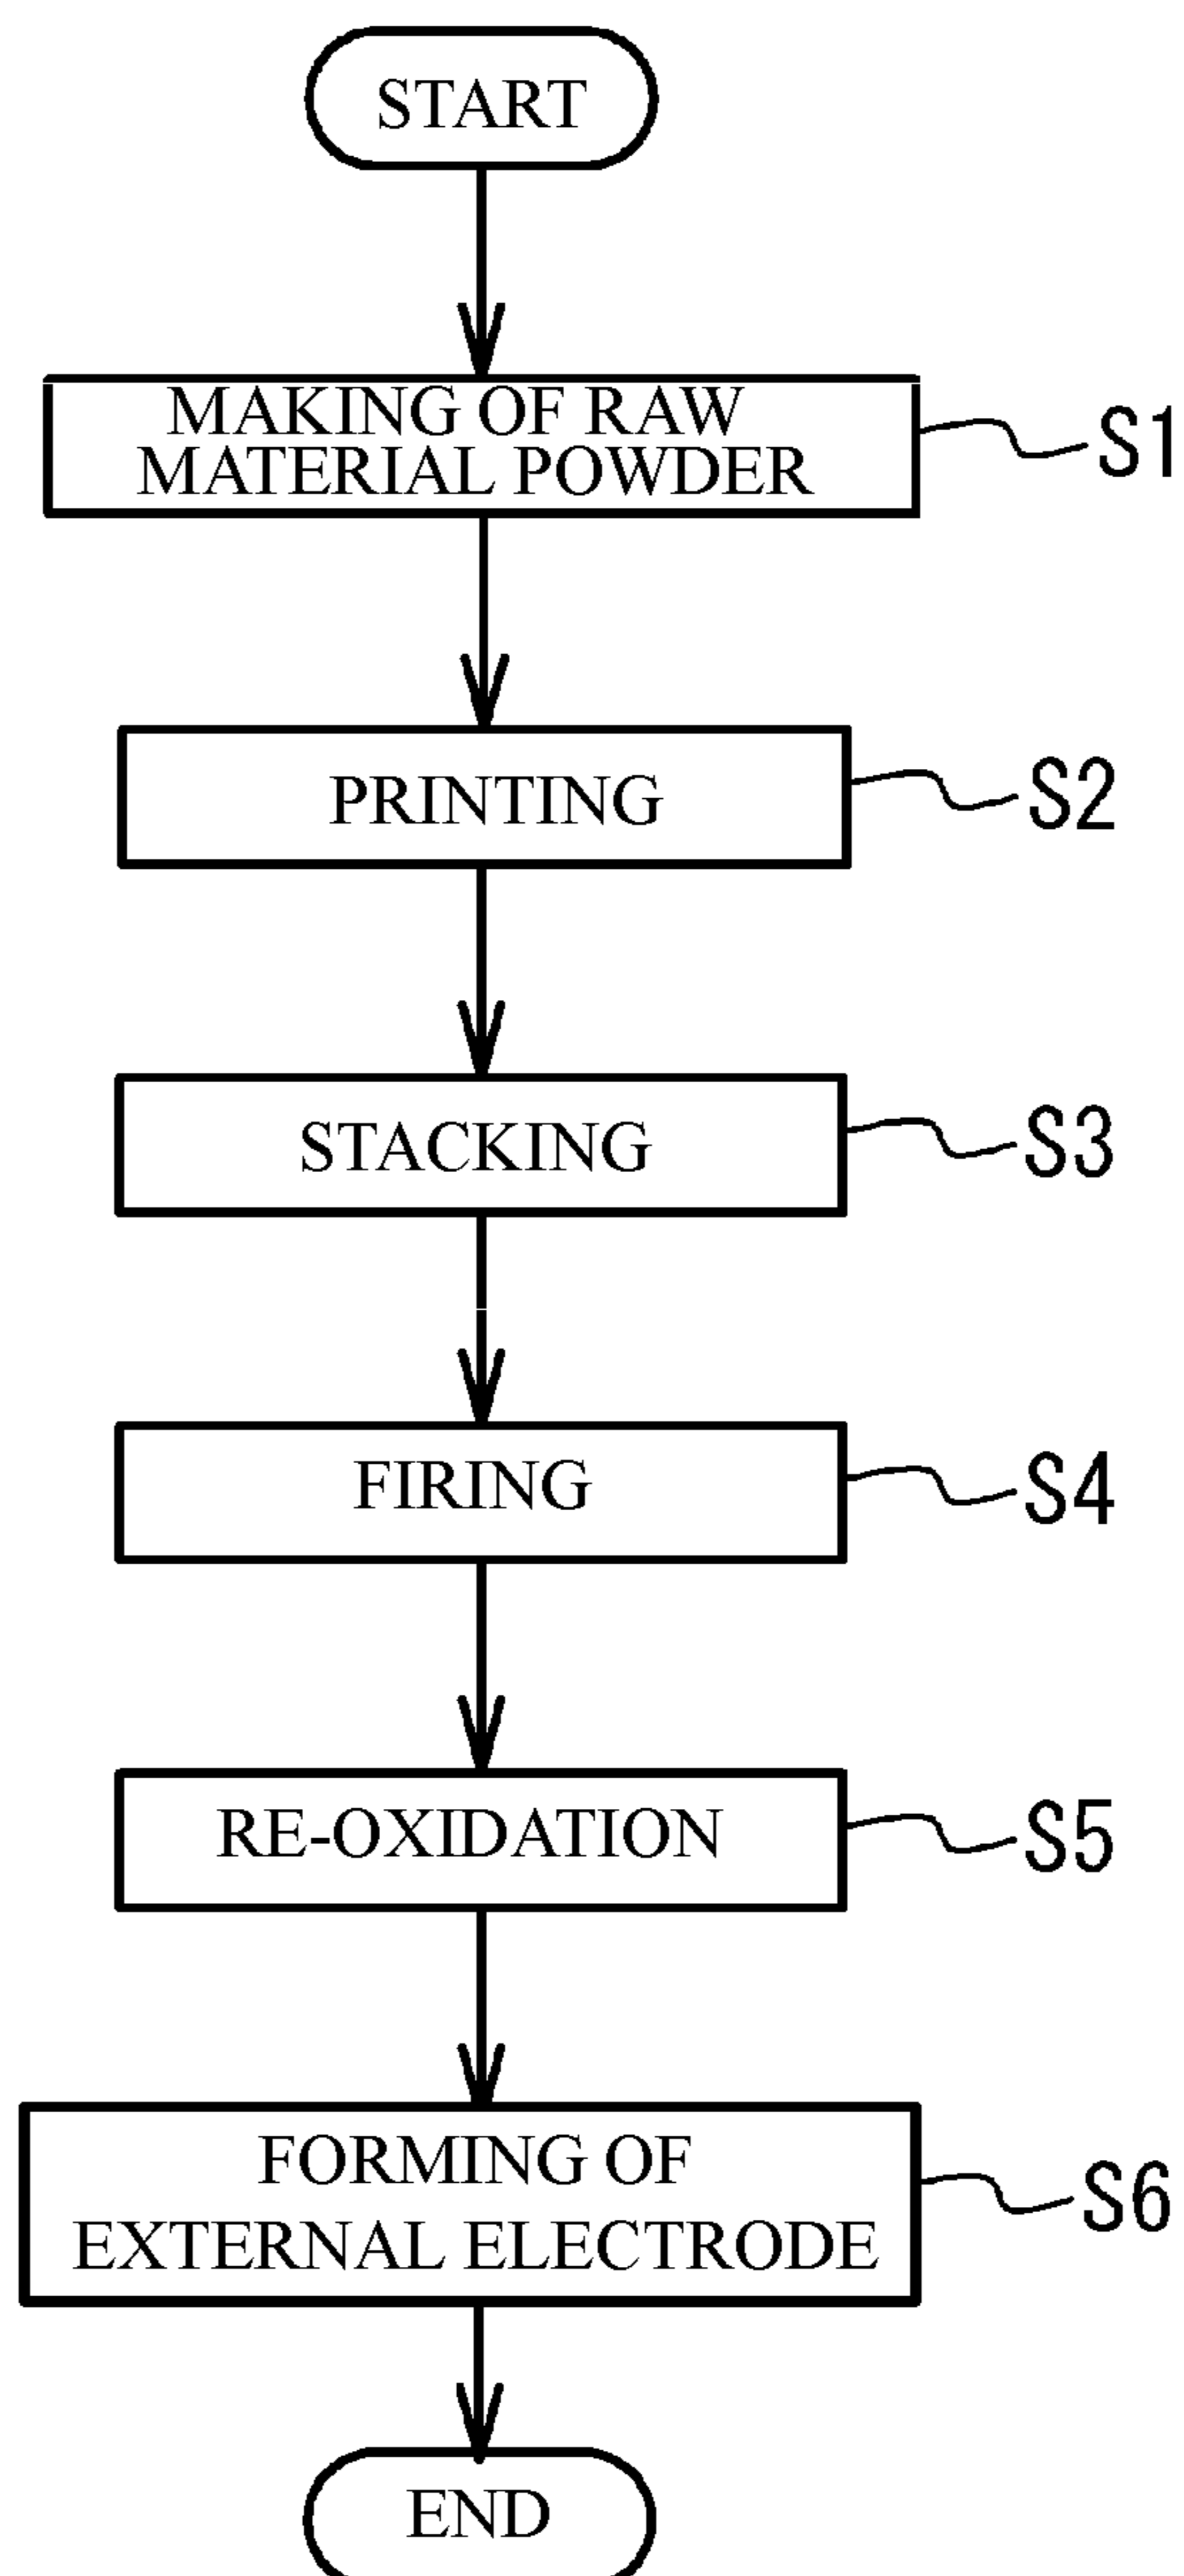 START
MAKING OF RAW
MATERIAL POWDER
S1
PRINTING
S2
STACKING
S3
FIRING
S4
RE-OXIDATION
S5
FORMING OF
EXTERNAL ELECTRODE
S6
END